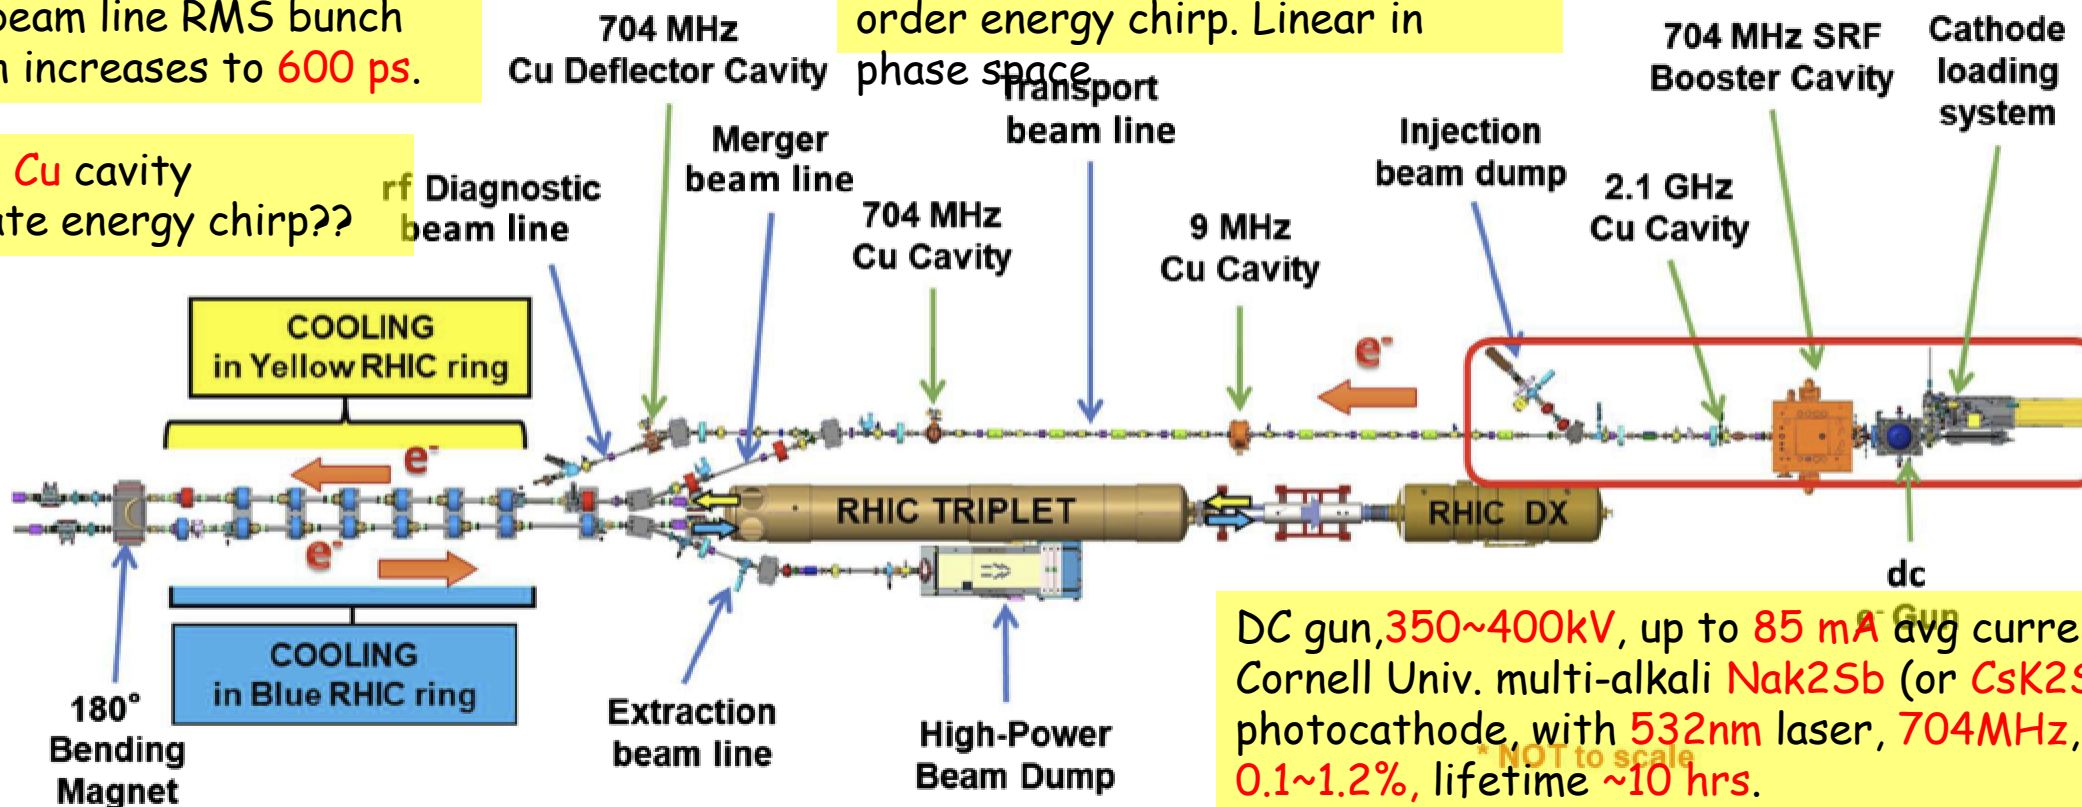 beam line RMS bunch
increases to 600 ps.
Cu cavity
energy chirp??
order energy chirp. Linear in
phase space
704 MHz
Cu Deflector Cavity
Transport
beam line
704 MHz SRF
Booster Cavity
Cathode
loading
system
Merger
beam line
Injection
beam dump
rf Diagnostic
beam line
704 MHz
Cu Cavity
9 MHz
Cu Cavity
2.1 GHz
Cu Cavity
COOLING
in Yellow RHIC ring
e-
e-
RHIC TRIPLET
RHIC DX
e-
COOLING
in Blue RHIC ring
180°
Bending
Magnet
Extraction
beam line
High-Power
Beam Dump
dc
e- Gun
DC gun,350~400kV, up to 85 mA avg curre
Cornell Univ. multi-alkali Nak2Sb (or CsK2S
photocathode, with 532nm laser, 704MHz,
* NOT to scale
0.1~1.2%, lifetime ~10 hrs.